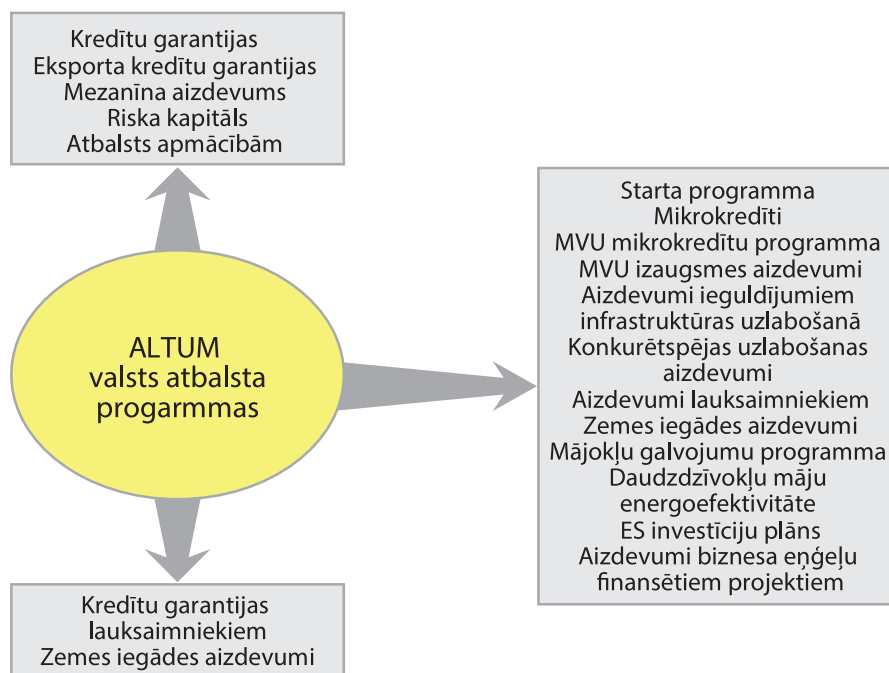 Kredītu garantijas
Eksporta kredītu garantijas
Mezanīna aizdevums
Riska kapitāls
Atbalsts apmācībām
ALTUM
valsts atbalsta
progarmmas
Starta programma
Mikrokredīti
MVU mikrokredītu programma
MVU izaugsmes aizdevumi
Aizdevumi ieguldījumiem
infrastruktūras uzlabošanā
Konkurētspējas uzlabošanas
aizdevumi
Aizdevumi lauksaimniekiem
Zemes iegādes aizdevumi
Mājokļu galvojumu programma
Daudzdzīvokļu māju
energoefektivitāte
ES investīciju plāns
Aizdevumi biznesa eņģeļu
finansētiem projektiem
Kredītu garantijas
lauksaimniekiem
Zemes iegādes aizdevumi